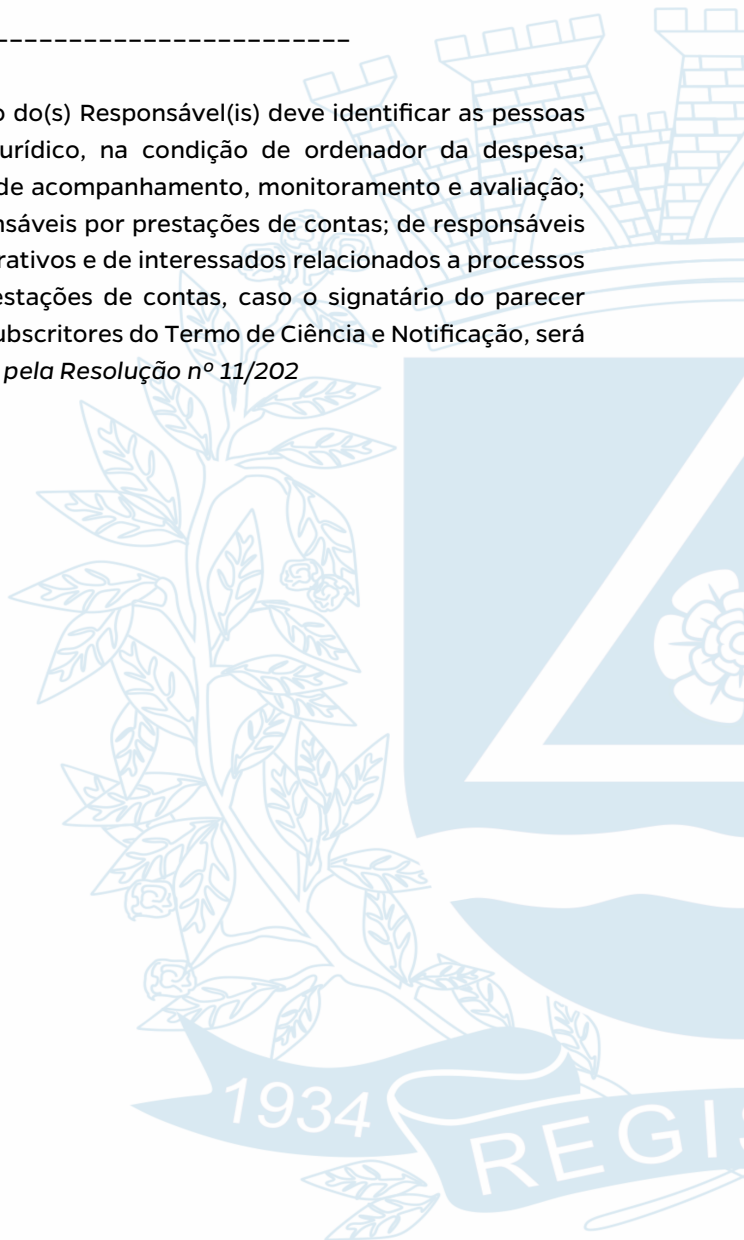 ________________________
o do(s) Responsável(is) deve identificar as pessoas
urídico, na condição de ordenador da despesa;
de acompanhamento, monitoramento e avaliação;
nsáveis por prestações de contas; de responsáveis
rativos e de interessados relacionados a processos
estações de contas, caso o signatário do parecer
ubscritores do Termo de Ciência e Notificação, será
pela Resolução nº 11/202
1934
REGIS